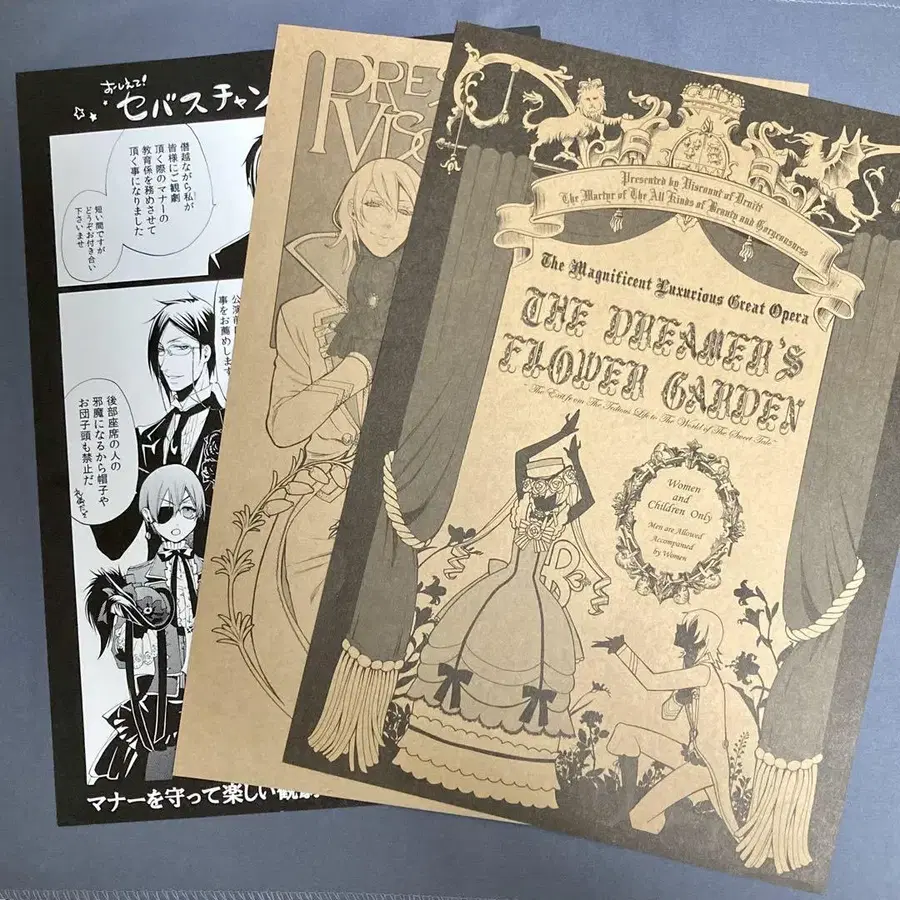 おしえて!
セバスチャン
僭越ながら私が
皆様にご観劇
頂く際のマナーの
教育係を務めさせて
頂く事になりました
短い間ですが
どうぞお付き合い
下さいませ
事をお薦めします
後部座席の人の
邪魔になるから帽子や
お団子頭も禁止だ
マナーを守って楽しい観劇
PRES
VISC
Presented by Viscount of Druitt
The Martyr of The All Kinds of Beauty and Gorgeousness
The Magnificent Luxurious Great Opera
THE DREAMER'S
FLOWER GARDEN
Women
and
Children Only
Men are Allowed
Accompanied
by Women